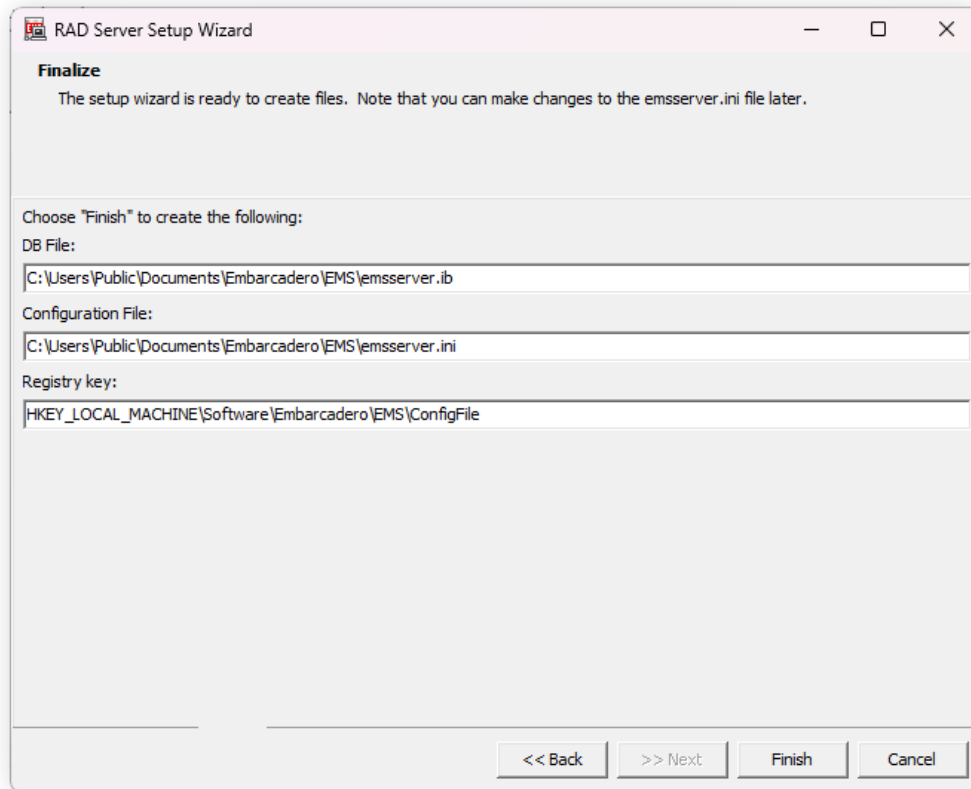 RAD Server Setup Wizard
Finalize
The setup wizard is ready to create files.  Note that you can make changes to the emsserver.ini file later.
Choose "Finish" to create the following:
DB File:
C:\Users\Public\Documents\Embarcadero\EMS\emsserver.ib
Configuration File:
C:\Users\Public\Documents\Embarcadero\EMS\emsserver.ini
Registry key:
HKEY_LOCAL_MACHINE\Software\Embarcadero\EMS\ConfigFile
<< Back
>> Next
Finish
Cancel